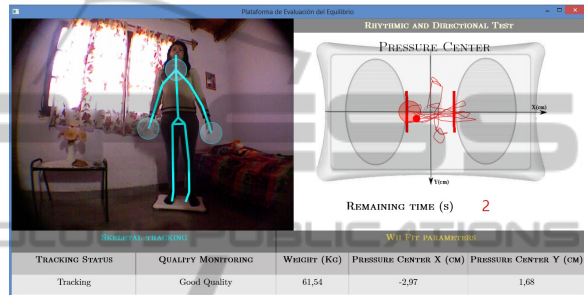 Plataforma de Evaluación del Equilibrio
RHYTHMIC AND DIRECTIONAL TEST
PRESSURE CENTER
X(cm)
Y(cm)
REMAINING TIME (S) 2
SKELETAL TRACKING
WII FIT PARAMETERS
TRACKING STATUS QUALITY MONITORING WEIGHT (KG) PRESSURE CENTER X (CM) PRESSURE CENTER Y (CM)
Tracking Good Quality 61,54 -2,97 1,68